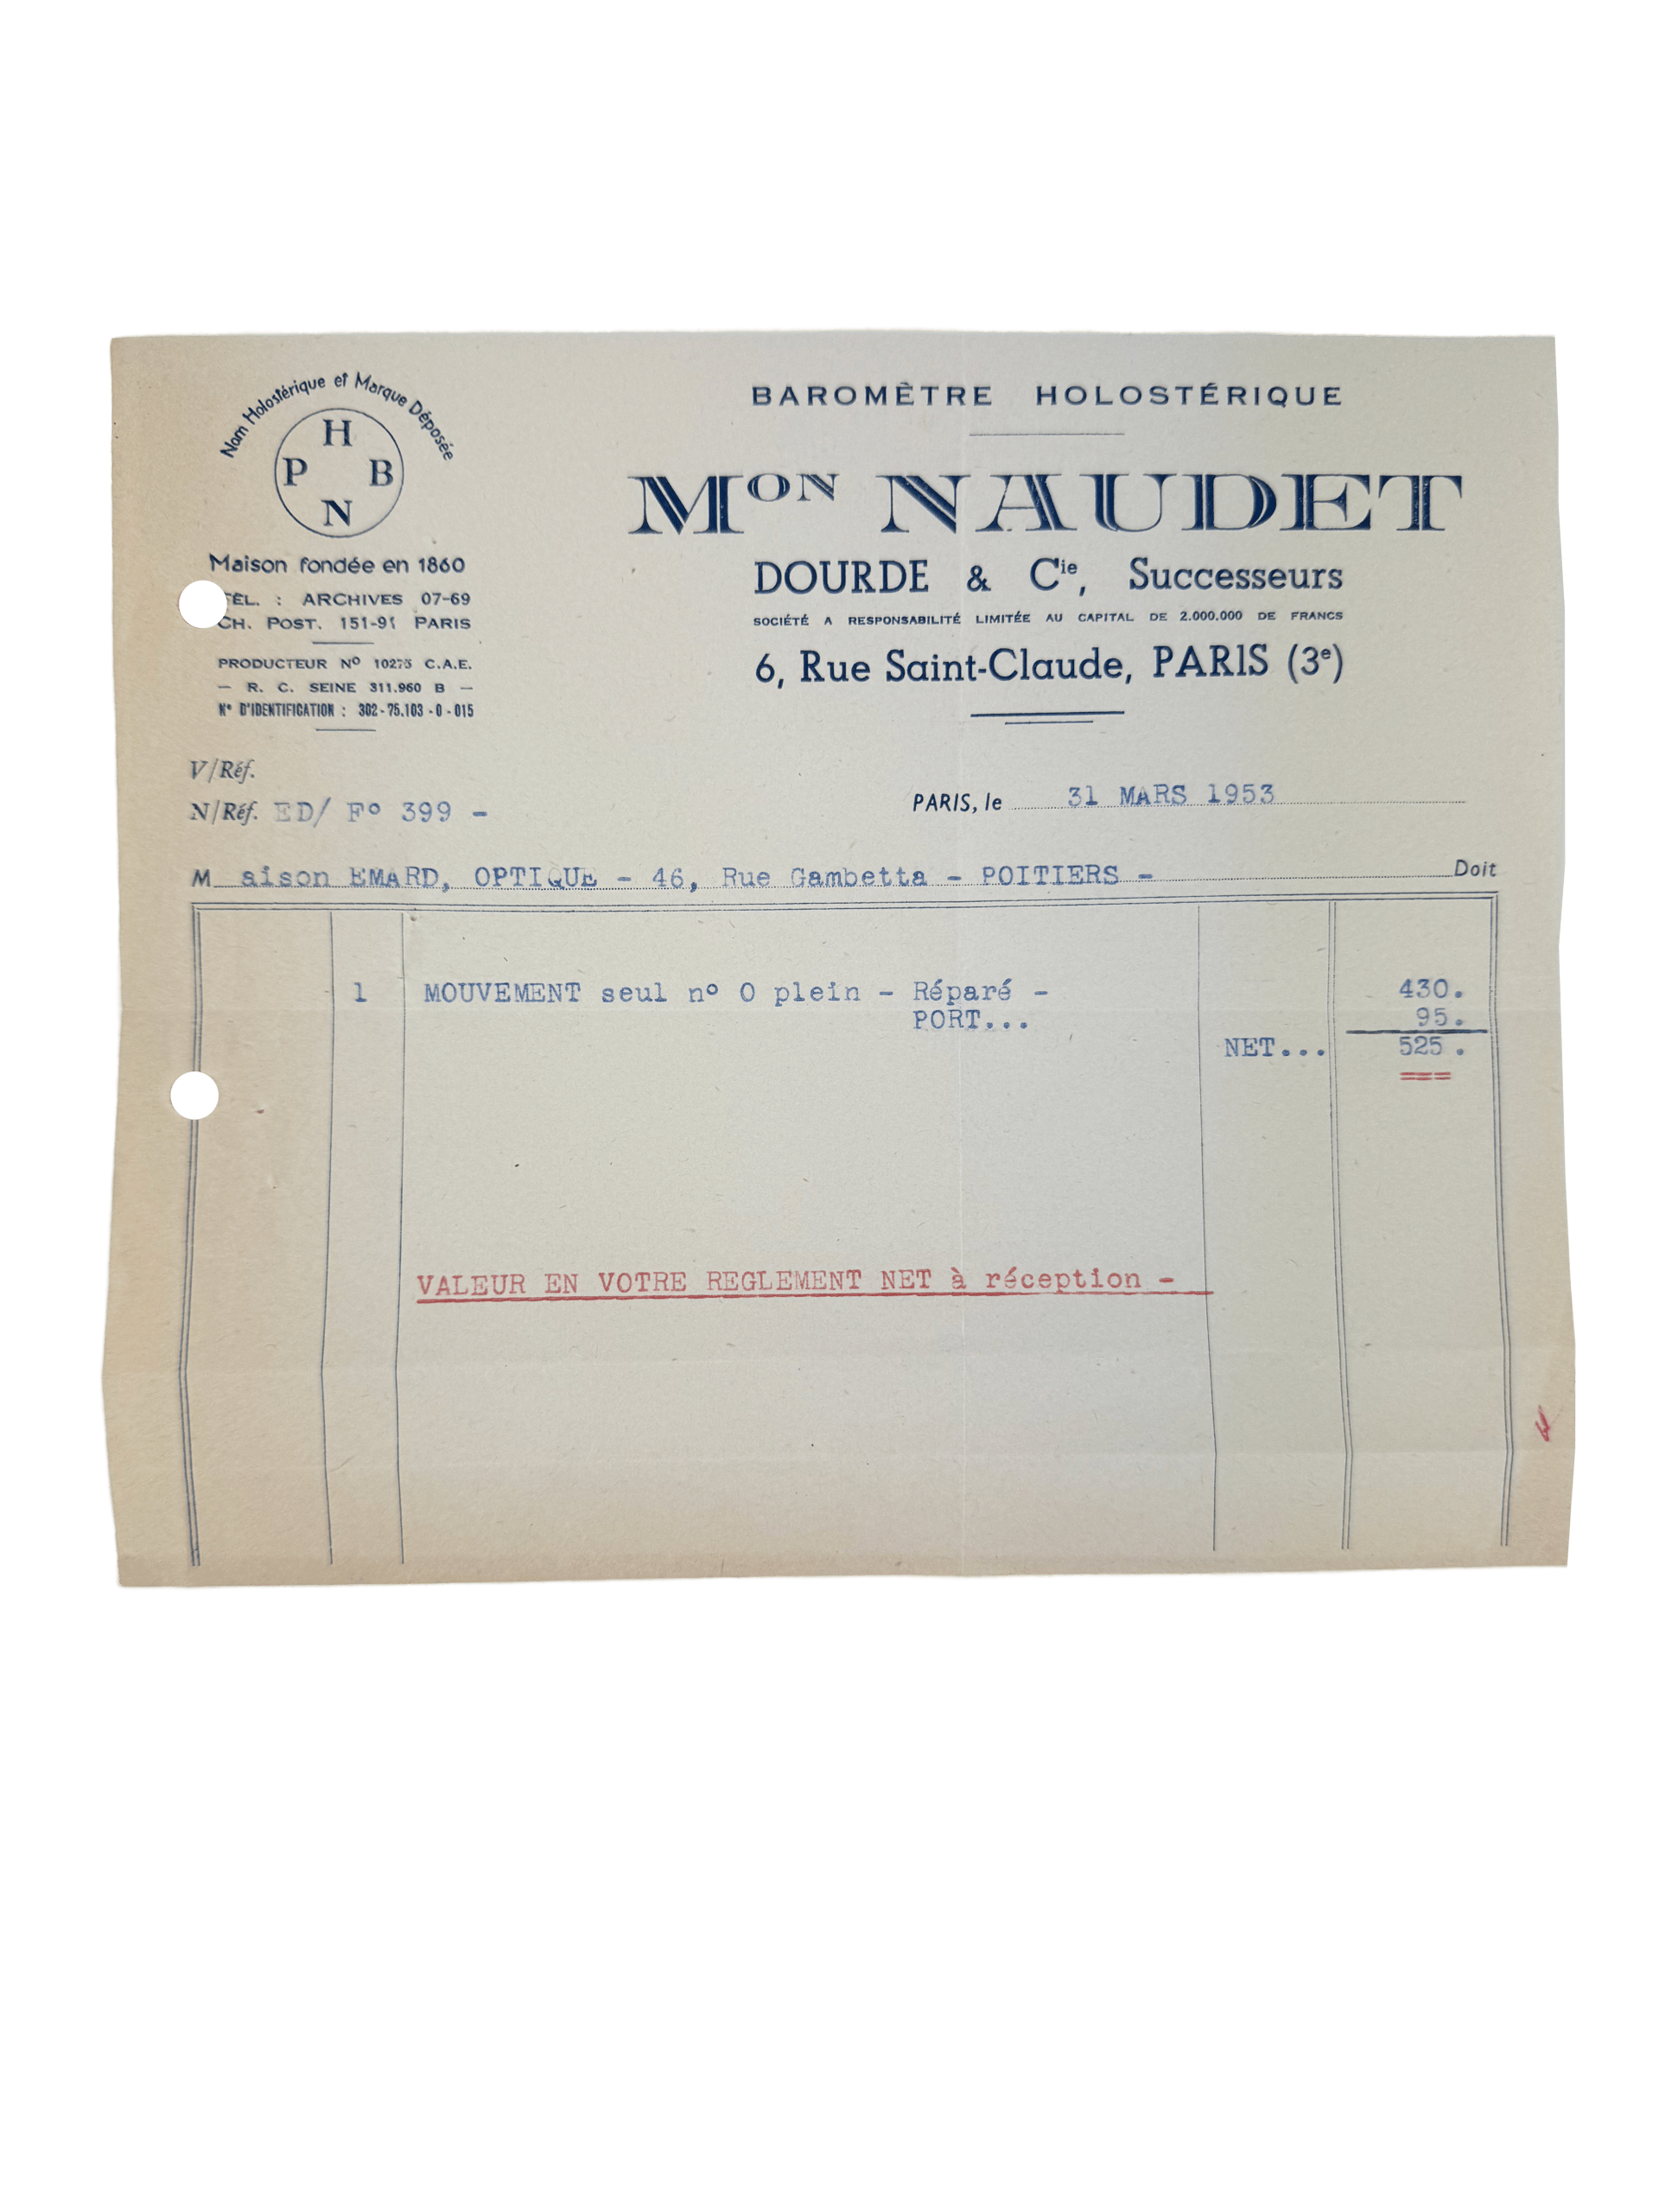 Nom Holostérique et Marque Déposée
H
P B
N
Maison fondée en 1860
TÉL. : ARCHIVES 07-69
CH. POST. 151-91 PARIS
PRODUCTEUR Nº 10275 C.A.E.
— R. C. SEINE 311.960 B —
N° D'IDENTIFICATION : 302-75.103-0-015
BAROMÈTRE HOLOSTÉRIQUE
MON NAUDET
DOURDE & Cie, Successeurs
SOCIÉTÉ A RESPONSABILITÉ LIMITÉE AU CAPITAL DE 2.000.000 DE FRANCS
6, Rue Saint-Claude, PARIS (3e)
V/Réf.
N/Réf. ED/ Fº 399 -
PARIS, le 31 MARS 1953
M aison EMARD, OPTIQUE - 46, Rue Gambetta - POITIERS - Doit
1 MOUVEMENT seul nº 0 plein - Réparé - 430.
PORT... 95.
NET... 525.
===
VALEUR EN VOTRE REGLEMENT NET à réception -